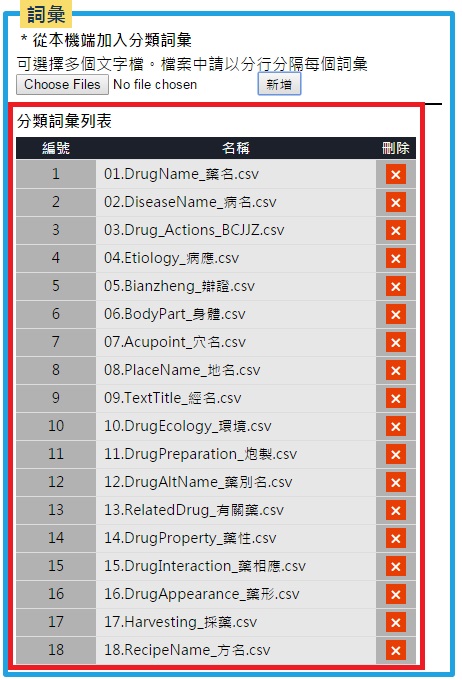 詞彙
* 從本機端加入分類詞彙
可選擇多個文字檔。檔案中請以分行分隔每個詞彙
Choose Files No file chosen 新增
分類詞彙列表
編號 名稱 刪除
1 01.DrugName_藥名.csv ×
2 02.DiseaseName_病名.csv ×
3 03.Drug_Actions_BCJJZ.csv ×
4 04.Etiology_病應.csv ×
5 05.Bianzheng_辯證.csv ×
6 06.BodyPart_身體.csv ×
7 07.Acupoint_穴名.csv ×
8 08.PlaceName_地名.csv ×
9 09.TextTitle_經名.csv ×
10 10.DrugEcology_環境.csv ×
11 11.DrugPreparation_炮製.csv ×
12 12.DrugAltName_藥別名.csv ×
13 13.RelatedDrug_有關藥.csv ×
14 14.DrugProperty_藥性.csv ×
15 15.DrugInteraction_藥相應.csv ×
16 16.DrugAppearance_藥形.csv ×
17 17.Harvesting_採藥.csv ×
18 18.RecipeName_方名.csv ×